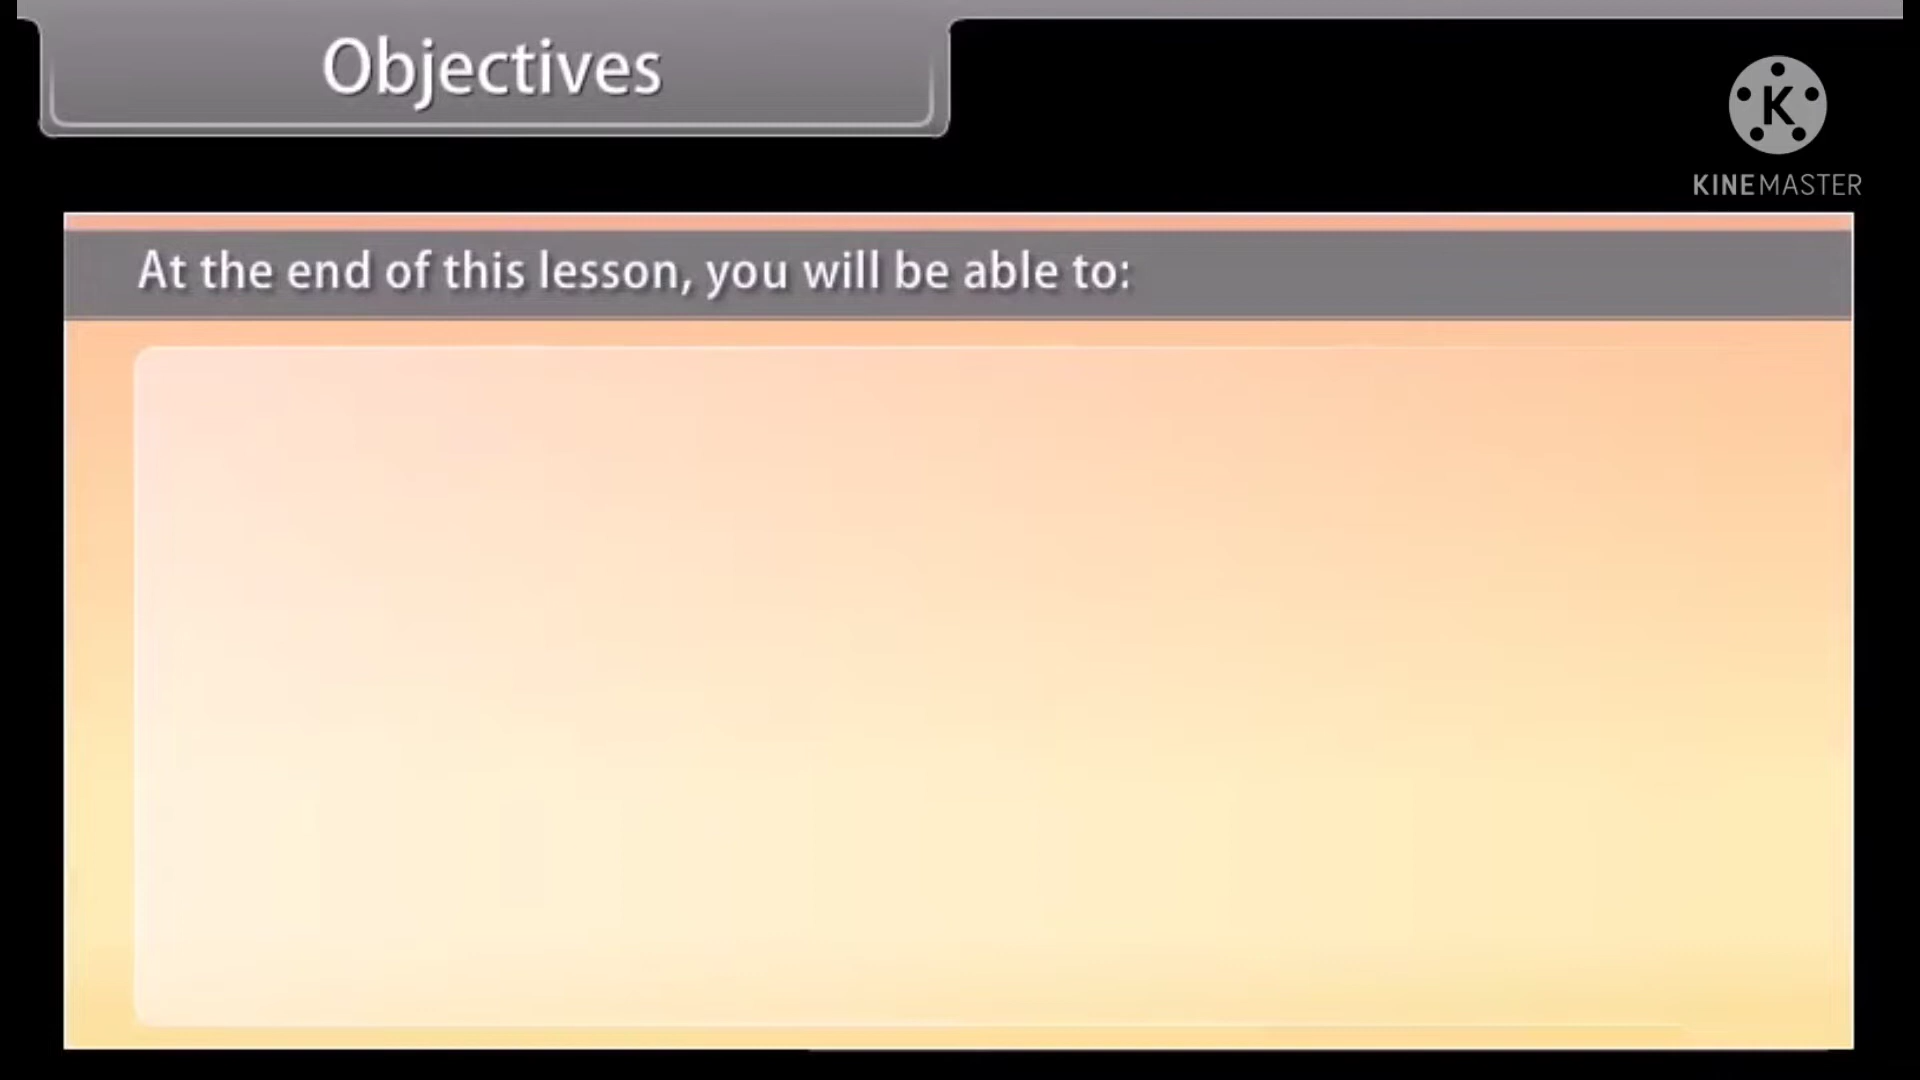 Objectives
K
KINEMASTER
At the end of this lesson, you will be able to: